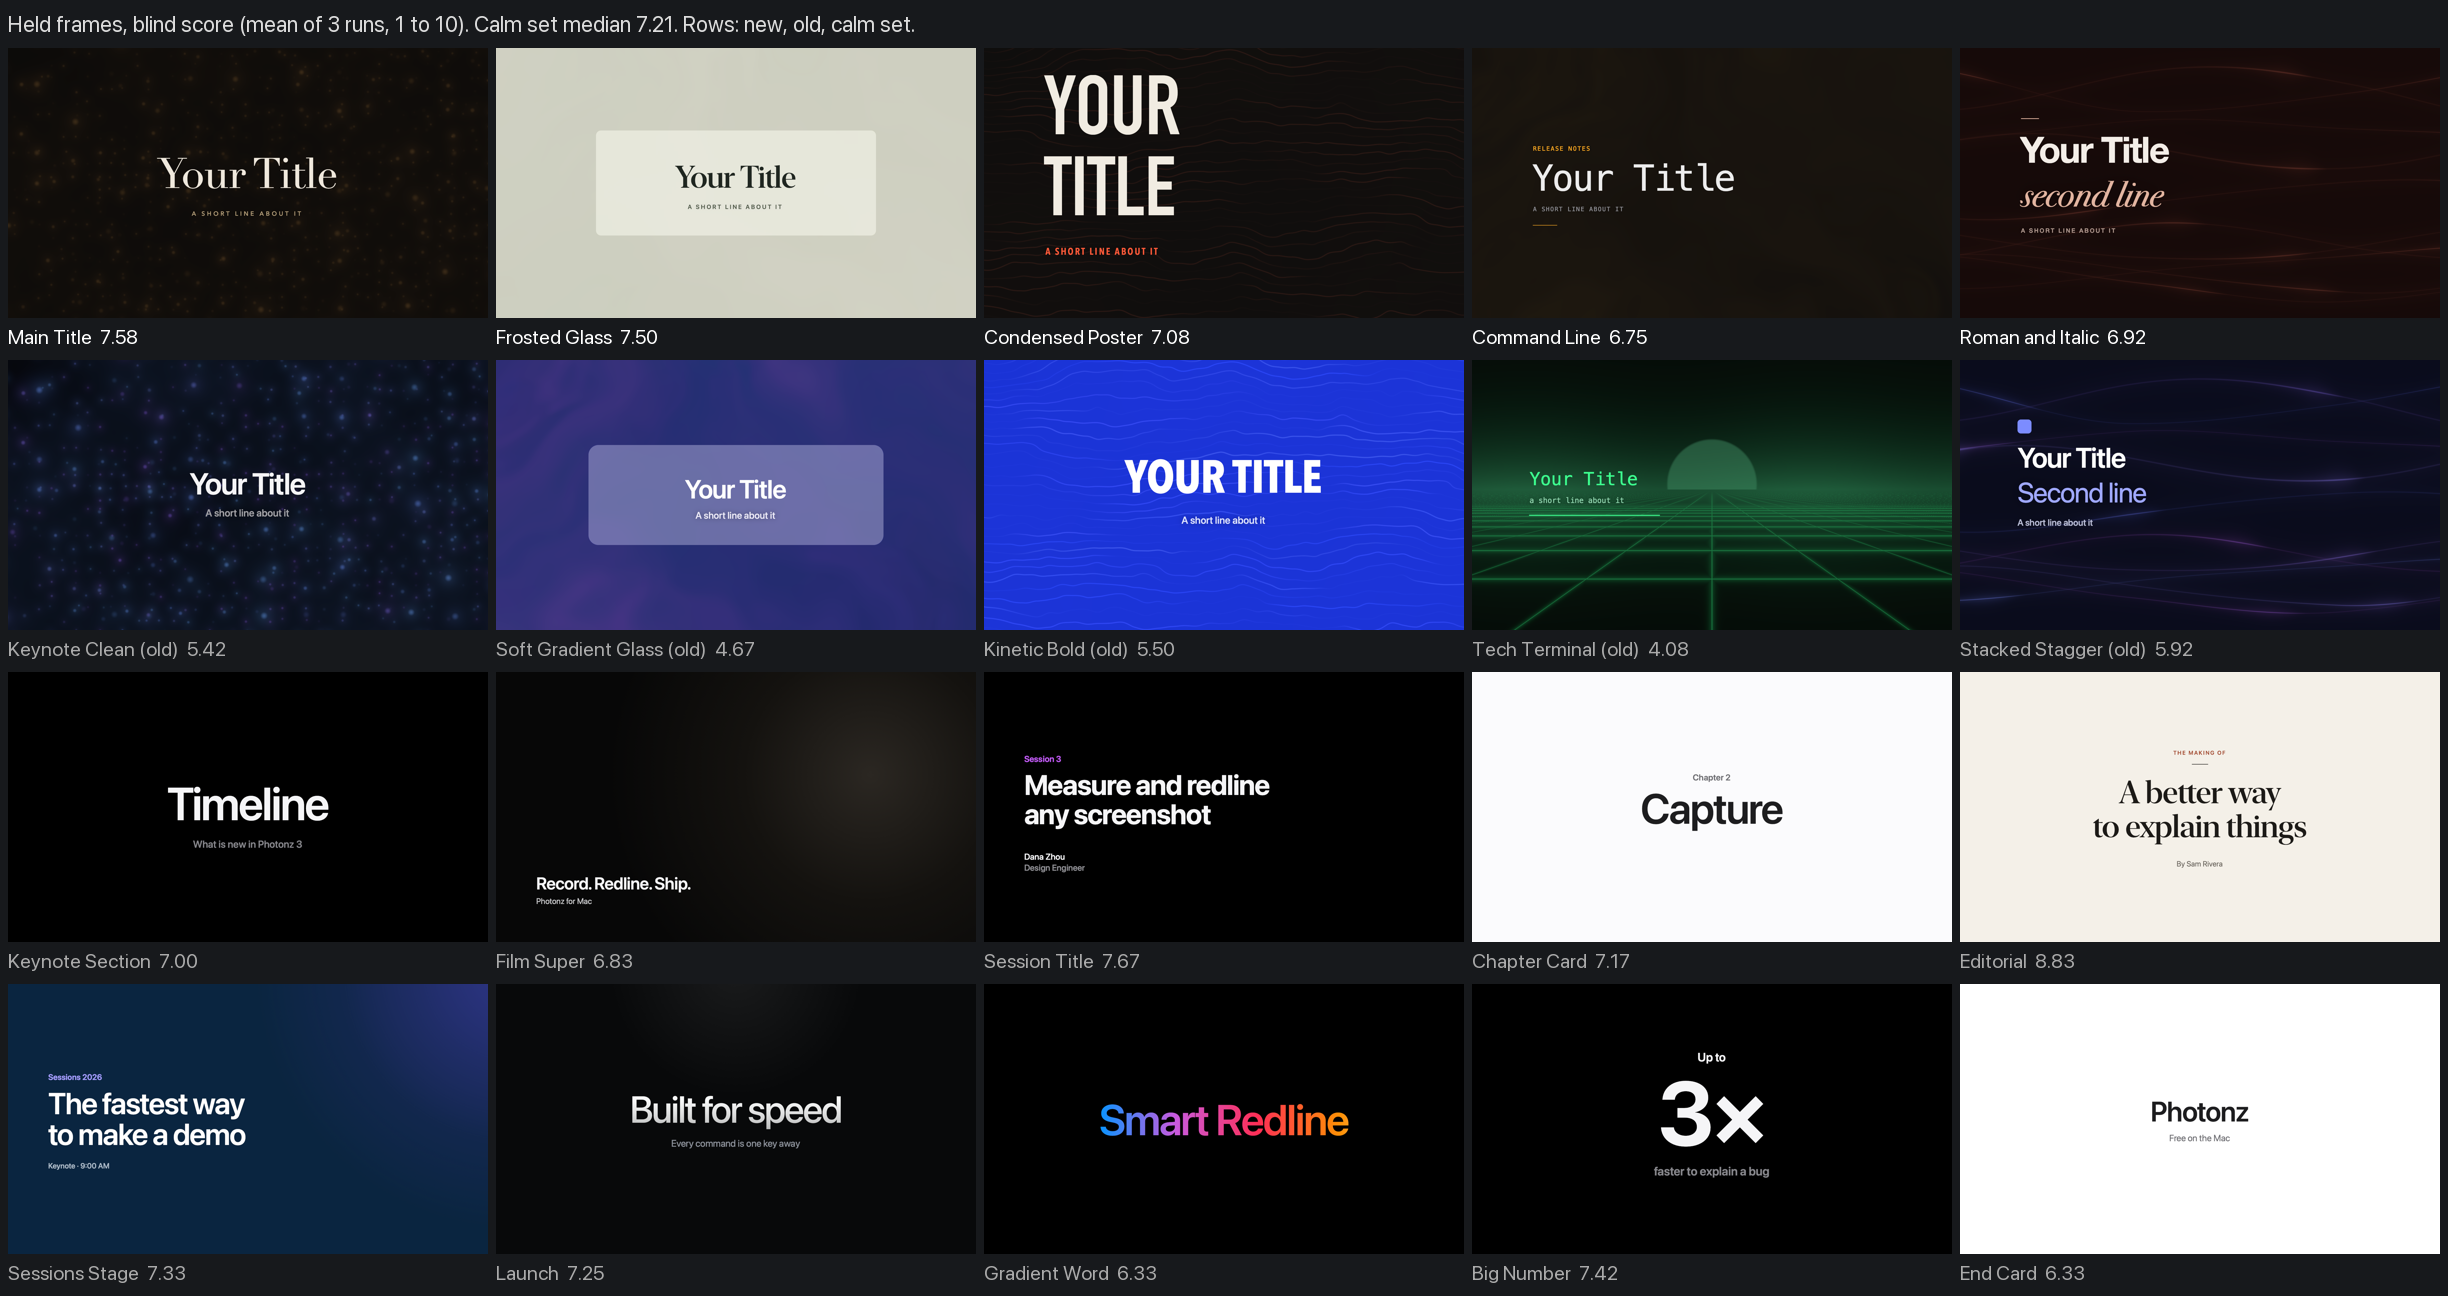 Held frames, blind score (mean of 3 runs, 1 to 10). Calm set median 7.21. Rows: new, old, calm set.
Your Title
A SHORT LINE ABOUT IT
Main Title 7.58
Your Title
A SHORT LINE ABOUT IT
Frosted Glass 7.50
YOUR
TITLE
A SHORT LINE ABOUT IT
Condensed Poster 7.08
RELEASE NOTES
Your Title
A SHORT LINE ABOUT IT
Command Line 6.75
Your Title
second line
A SHORT LINE ABOUT IT
Roman and Italic 6.92
Your Title
A short line about it
Keynote Clean (old) 5.42
Your Title
A short line about it
Soft Gradient Glass (old) 4.67
YOUR TITLE
A short line about it
Kinetic Bold (old) 5.50
Your Title
a short line about it
Tech Terminal (old) 4.08
Your Title
Second line
A short line about it
Stacked Stagger (old) 5.92
Timeline
What is new in Photonz 3
Keynote Section 7.00
Record. Redline. Ship.
Photonz for Mac
Film Super 6.83
Session 3
Measure and redline
any screenshot
Dana Zhou
Design Engineer
Session Title 7.67
Chapter 2
Capture
Chapter Card 7.17
THE MAKING OF
A better way
to explain things
By Sam Rivera
Editorial 8.83
Sessions 2026
The fastest way
to make a demo
Keynote · 9:00 AM
Sessions Stage 7.33
Built for speed
Every command is one key away
Launch 7.25
Smart Redline
Gradient Word 6.33
Up to
3×
faster to explain a bug
Big Number 7.42
Photonz
Free on the Mac
End Card 6.33